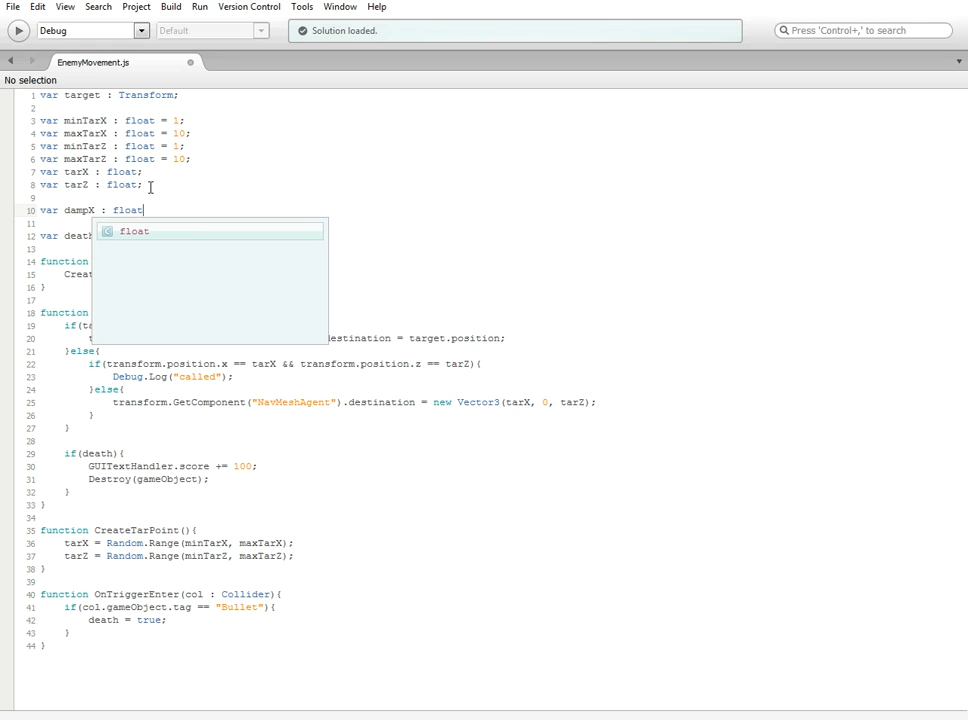 File Edit View Search Project Build Run Version Control Tools Window Help
Debug Default Solution loaded. Press 'Control+,' to search
EnemyMovement.js
No selection
1 var target : Transform;
2
3 var minTarX : float = 1;
4 var maxTarX : float = 10;
5 var minTarZ : float = 1;
6 var maxTarZ : float = 10;
7 var tarX : float;
8 var tarZ : float;
9
10 var dampX : float
float
11
12 var death
13
14 function
15 Creat
16 }
17
18 function
19 if(ta
20 t destination = target.position;
21 }else{
22 if(transform.position.x == tarX && transform.position.z == tarZ){
23 Debug.Log("called");
24 }else{
25 transform.GetComponent("NavMeshAgent").destination = new Vector3(tarX, 0, tarZ);
26 }
27 }
28
29 if(death){
30 GUITextHandler.score += 100;
31 Destroy(gameObject);
32 }
33 }
34
35 function CreateTarPoint(){
36 tarX = Random.Range(minTarX, maxTarX);
37 tarZ = Random.Range(minTarZ, maxTarZ);
38 }
39
40 function OnTriggerEnter(col : Collider){
41 if(col.gameObject.tag == "Bullet"){
42 death = true;
43 }
44 }